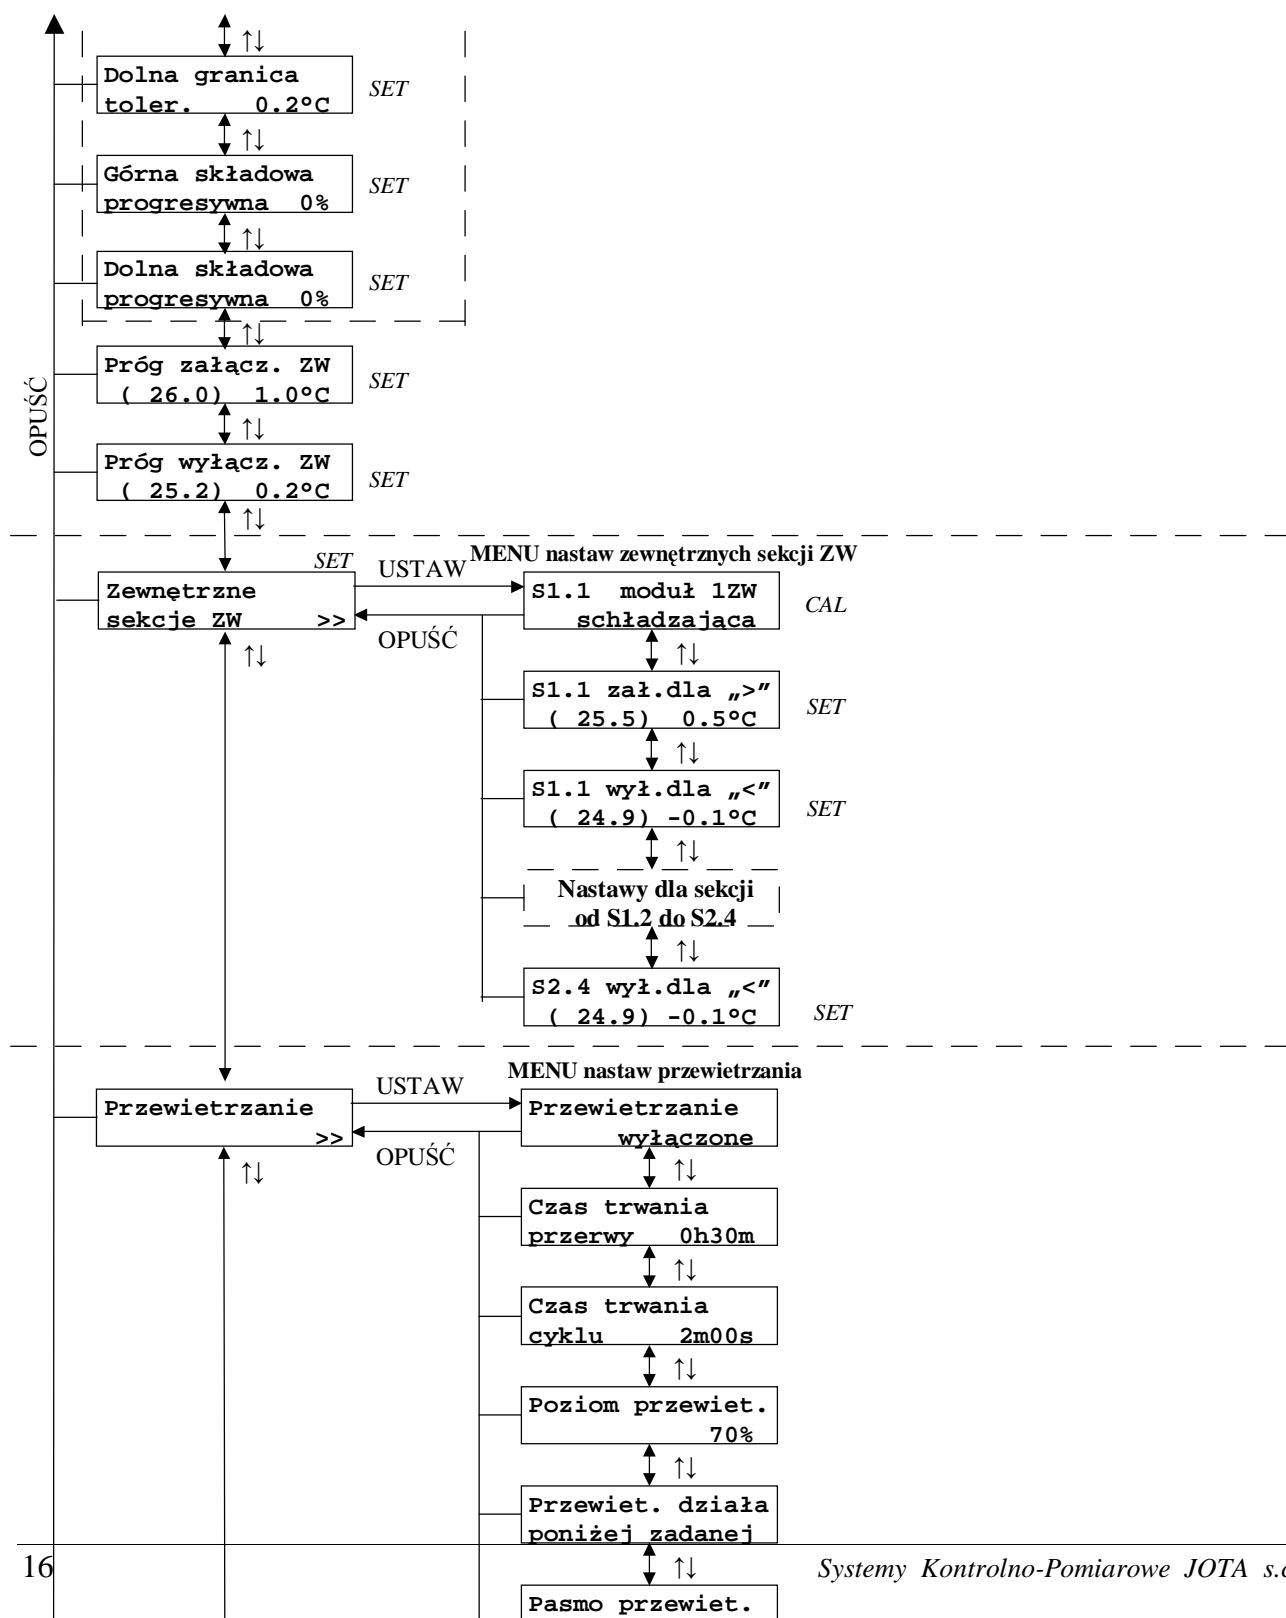 ↑↓
Dolna granica
toler. 0.2°C
SET
↑↓
Górna składowa
progresywna 0%
SET
↑↓
Dolna składowa
progresywna 0%
SET
↑↓
Próg załącz. ZW
( 26.0) 1.0°C
SET
OPUŚĆ
↑↓
Próg wyłącz. ZW
( 25.2) 0.2°C
SET
↑↓
MENU nastaw zewnętrznych sekcji ZW
SET
USTAW
Zewnętrzne
sekcje ZW >>
OPUŚĆ
↑↓
S1.1 moduł 1ZW
schładzająca
CAL
↑↓
S1.1 zał.dla „>”
( 25.5) 0.5°C
SET
↑↓
S1.1 wył.dla „<”
( 24.9) -0.1°C
SET
↑↓
Nastawy dla sekcji
od S1.2 do S2.4
↑↓
S2.4 wył.dla „<”
( 24.9) -0.1°C
SET
MENU nastaw przewietrzania
USTAW
Przewietrzanie
>>
OPUŚĆ
↑↓
Przewietrzanie
wyłączone
↑↓
Czas trwania
przerwy 0h30m
↑↓
Czas trwania
cyklu 2m00s
↑↓
Poziom przewiet.
70%
↑↓
Przewiet. działa
poniżej zadanej
↑↓
Pasmo przewiet.
16
Systemy Kontrolno-Pomiarowe JOTA s.c